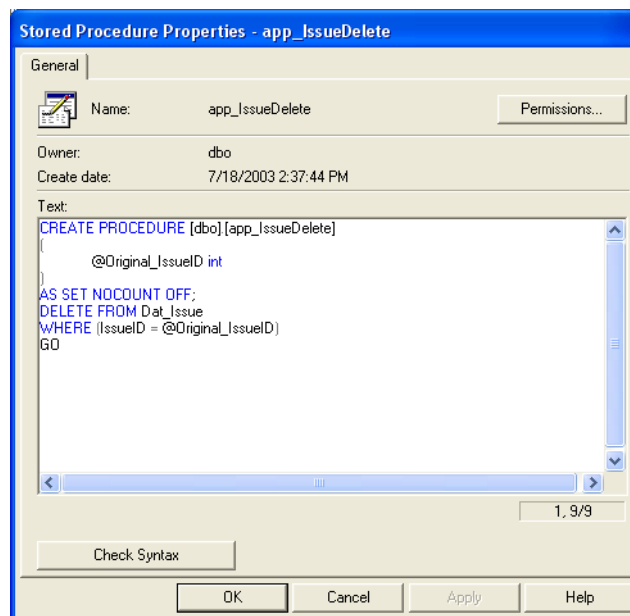 Stored Procedure Properties - app_IssueDelete
General
Name: app_IssueDelete Permissions...
Owner: dbo
Create date: 7/18/2003 2:37:44 PM
Text:
CREATE PROCEDURE [dbo].[app_IssueDelete]
(
@Original_IssueID int
)
AS SET NOCOUNT OFF;
DELETE FROM Dat_Issue
WHERE (IssueID = @Original_IssueID)
GO
1, 9/9
Check Syntax
OK Cancel Apply Help